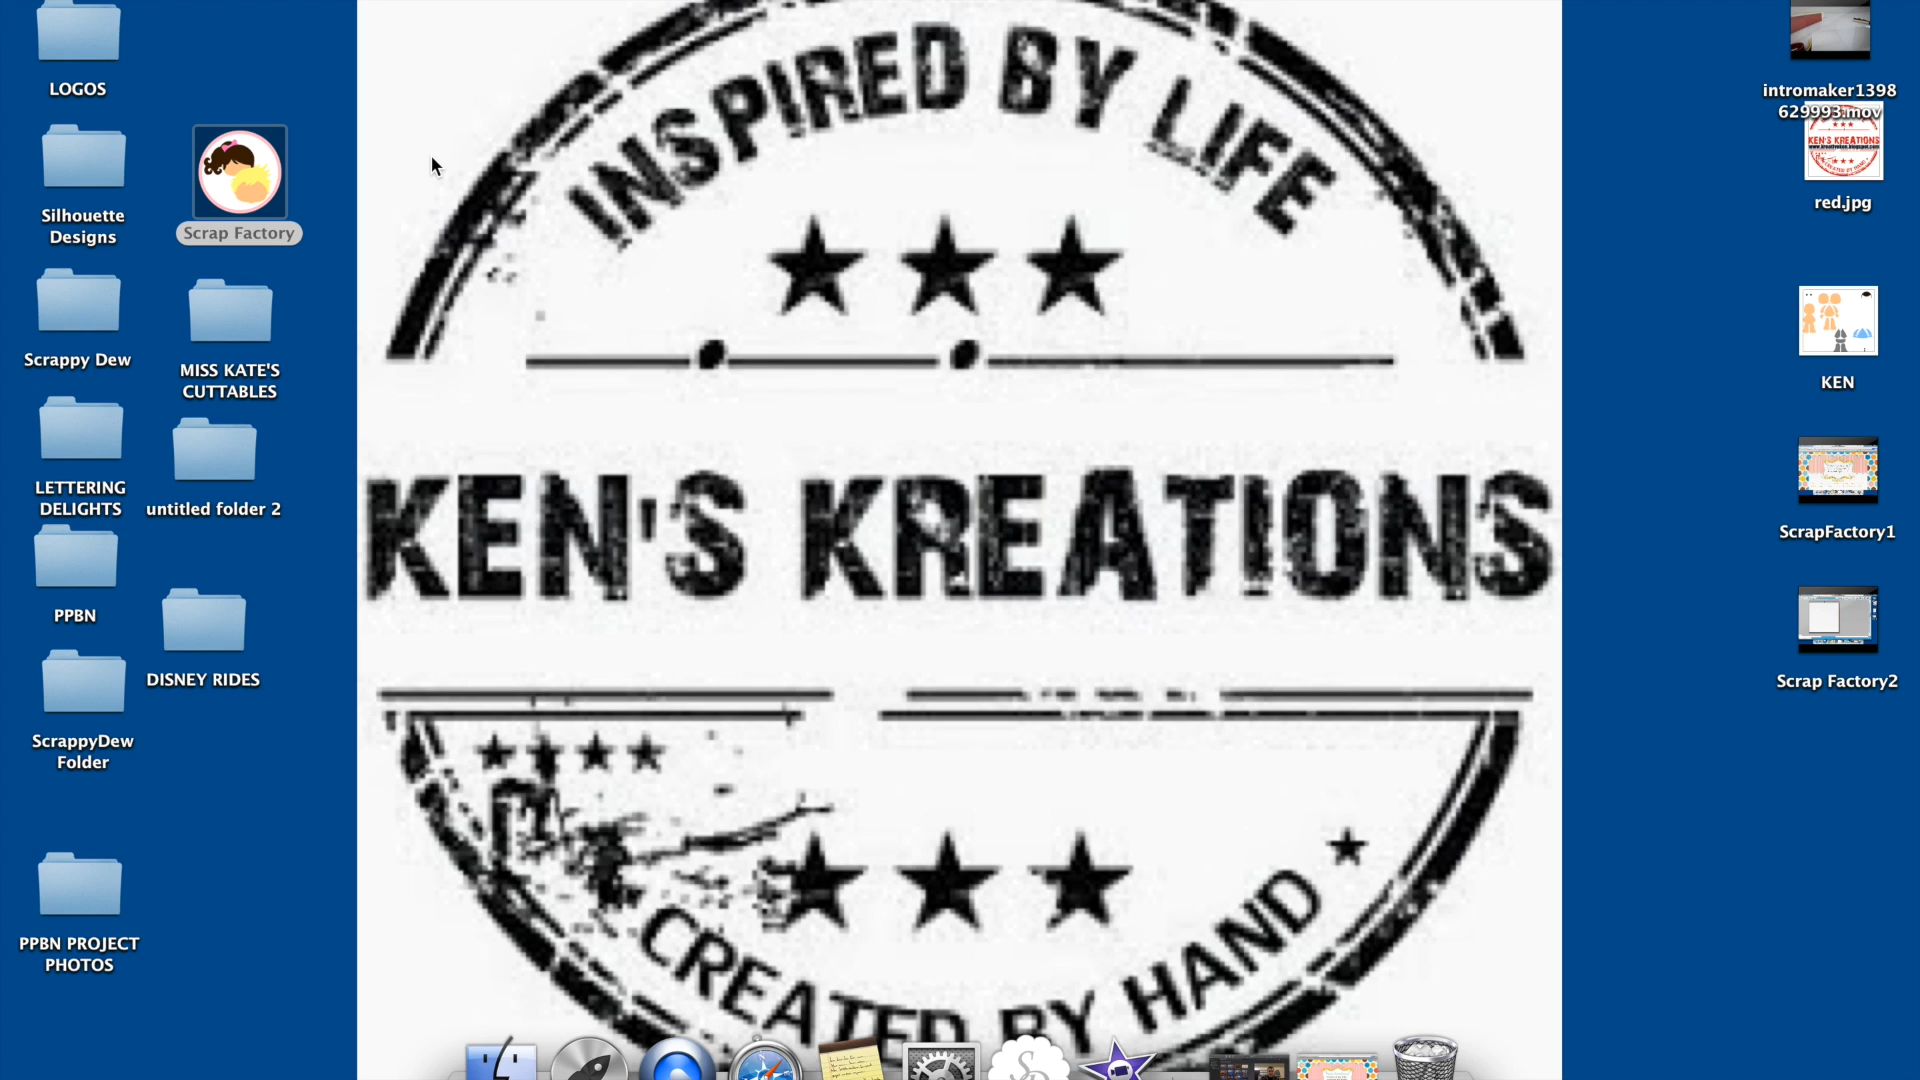 LOGOS
Silhouette
Designs
Scrap Factory
Scrappy Dew
MISS KATE'S
CUTTABLES
LETTERING
DELIGHTS
untitled folder 2
PPBN
DISNEY RIDES
ScrappyDew
Folder
PPBN PROJECT
PHOTOS
INSPIRED BY LIFE
KEN'S KREATIONS
CREATED BY HAND
intromaker1398
629993.mov
KEN'S KREATIONS
red.jpg
KEN
ScrapFactory1
Scrap Factory2